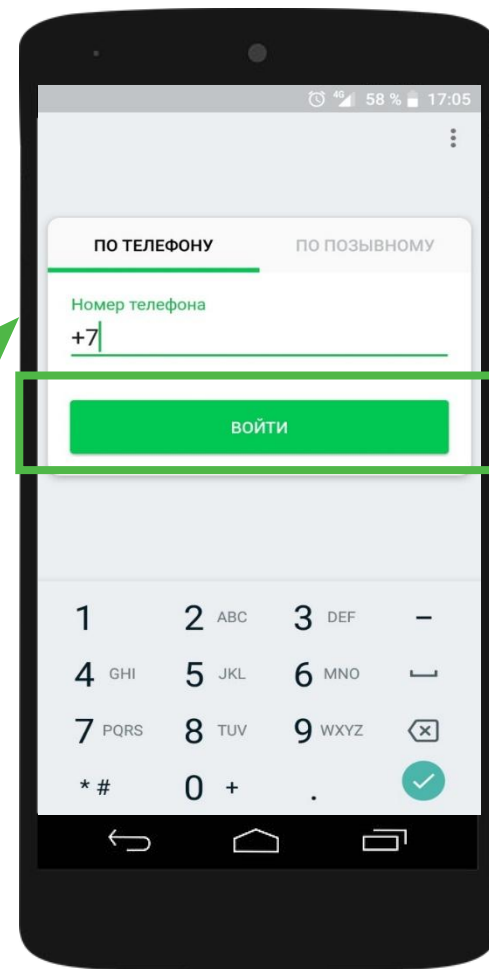 4G 58 % 17:05
ПО ТЕЛЕФОНУ ПО ПОЗЫВНОМУ
Номер телефона
+7
ВОЙТИ
1 2 ABC 3 DEF –
4 GHI 5 JKL 6 MNO
7 PQRS 8 TUV 9 WXYZ
* # 0 + .